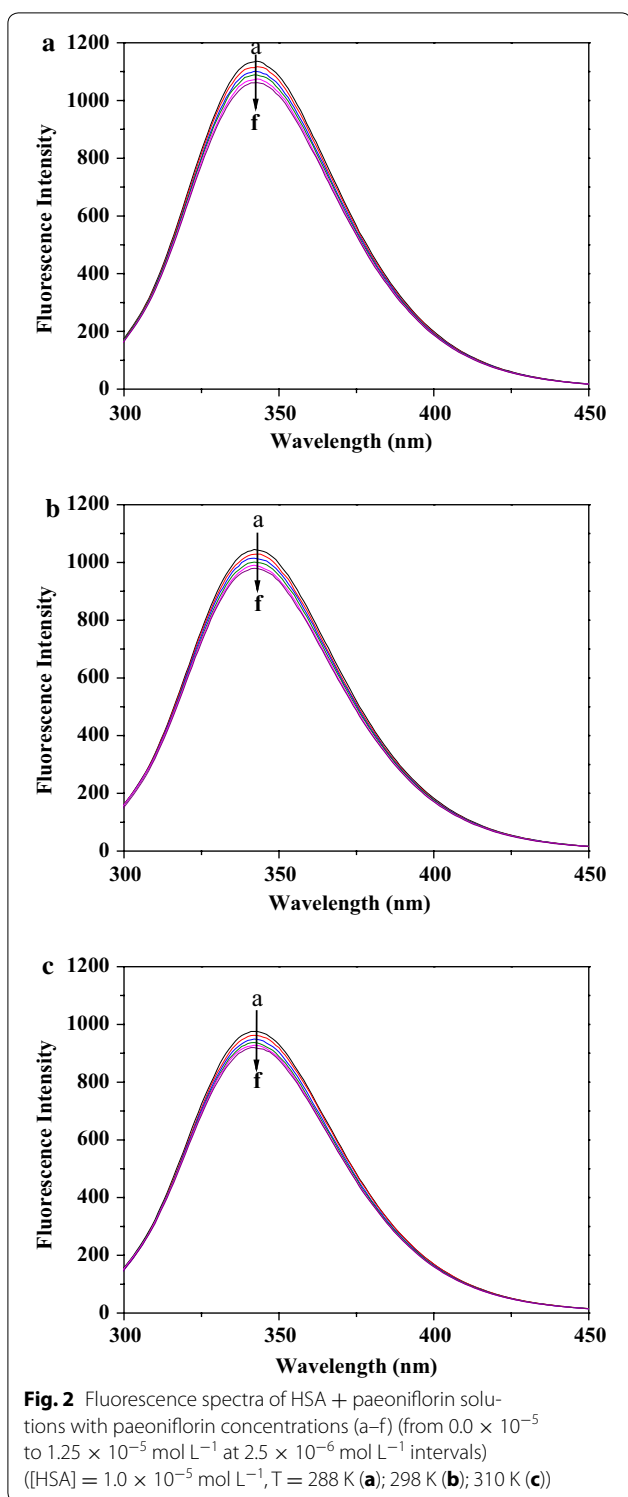 a
1200
1000
800
600
400
200
0
Fluorescence Intensity
a
f
300
350
400
450
Wavelength (nm)
b
1200
1000
800
600
400
200
0
Fluorescence Intensity
a
f
300
350
400
450
Wavelength (nm)
c
1200
1000
800
600
400
200
0
Fluorescence Intensity
a
f
300
350
400
450
Wavelength (nm)
Fig. 2 Fluorescence spectra of HSA + paeoniflorin solu-
tions with paeoniflorin concentrations (a–f) (from 0.0 × 10⁻⁵
to 1.25 × 10⁻⁵ mol L⁻¹ at 2.5 × 10⁻⁶ mol L⁻¹ intervals)
([HSA] = 1.0 × 10⁻⁵ mol L⁻¹, T = 288 K (a); 298 K (b); 310 K (c))